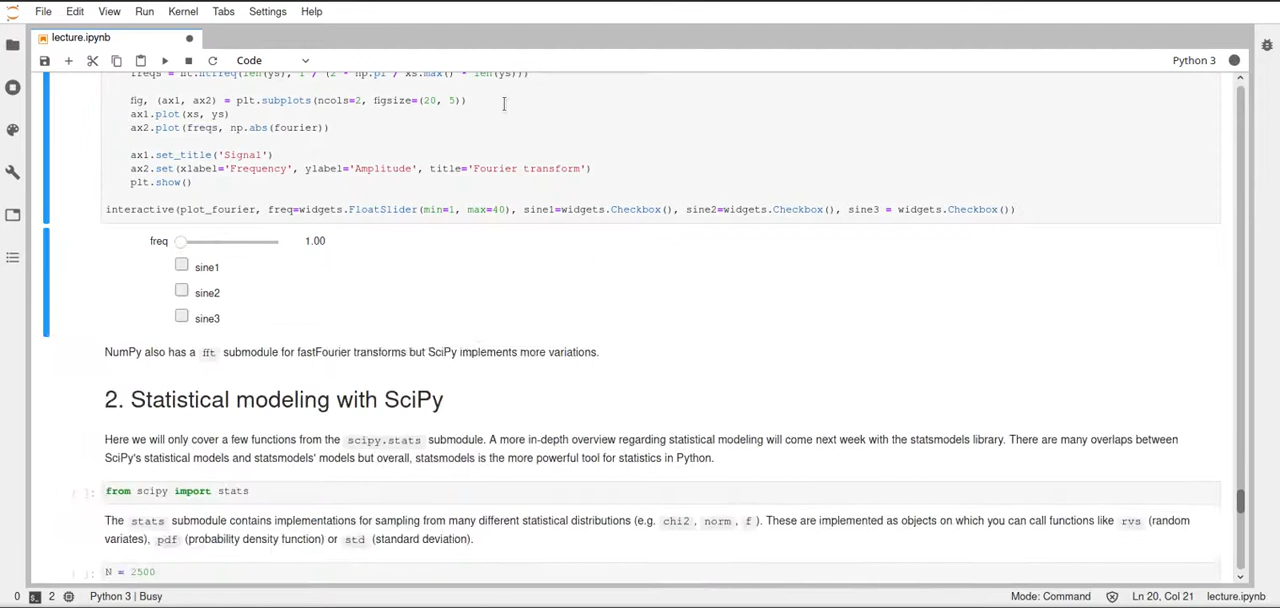 File Edit View Run Kernel Tabs Settings Help
lecture.ipynb
Code
Python 3
fig, (ax1, ax2) = plt.subplots(ncols=2, figsize=(20, 5))
ax1.plot(xs, ys)
ax2.plot(freqs, np.abs(fourier))
ax1.set_title('Signal')
ax2.set(xlabel='Frequency', ylabel='Amplitude', title='Fourier transform')
plt.show()
interactive(plot_fourier, freq=widgets.FloatSlider(min=1, max=40), sine1=widgets.Checkbox(), sine2=widgets.Checkbox(), sine3 = widgets.Checkbox())
freq 1.00
sine1
sine2
sine3
NumPy also has a fft submodule for fastFourier transforms but SciPy implements more variations.
2. Statistical modeling with SciPy
Here we will only cover a few functions from the scipy.stats submodule. A more in-depth overview regarding statistical modeling will come next week with the statsmodels library. There are many overlaps between
SciPy's statistical models and statsmodels' models but overall, statsmodels is the more powerful tool for statistics in Python.
[ ]: from scipy import stats
The stats submodule contains implementations for sampling from many different statistical distributions (e.g. chi2, norm, f). These are implemented as objects on which you can call functions like rvs (random
variates), pdf (probability density function) or std (standard deviation).
[ ]: N = 2500
0 2 Python 3 | Busy Mode: Command Ln 20, Col 21 lecture.ipynb